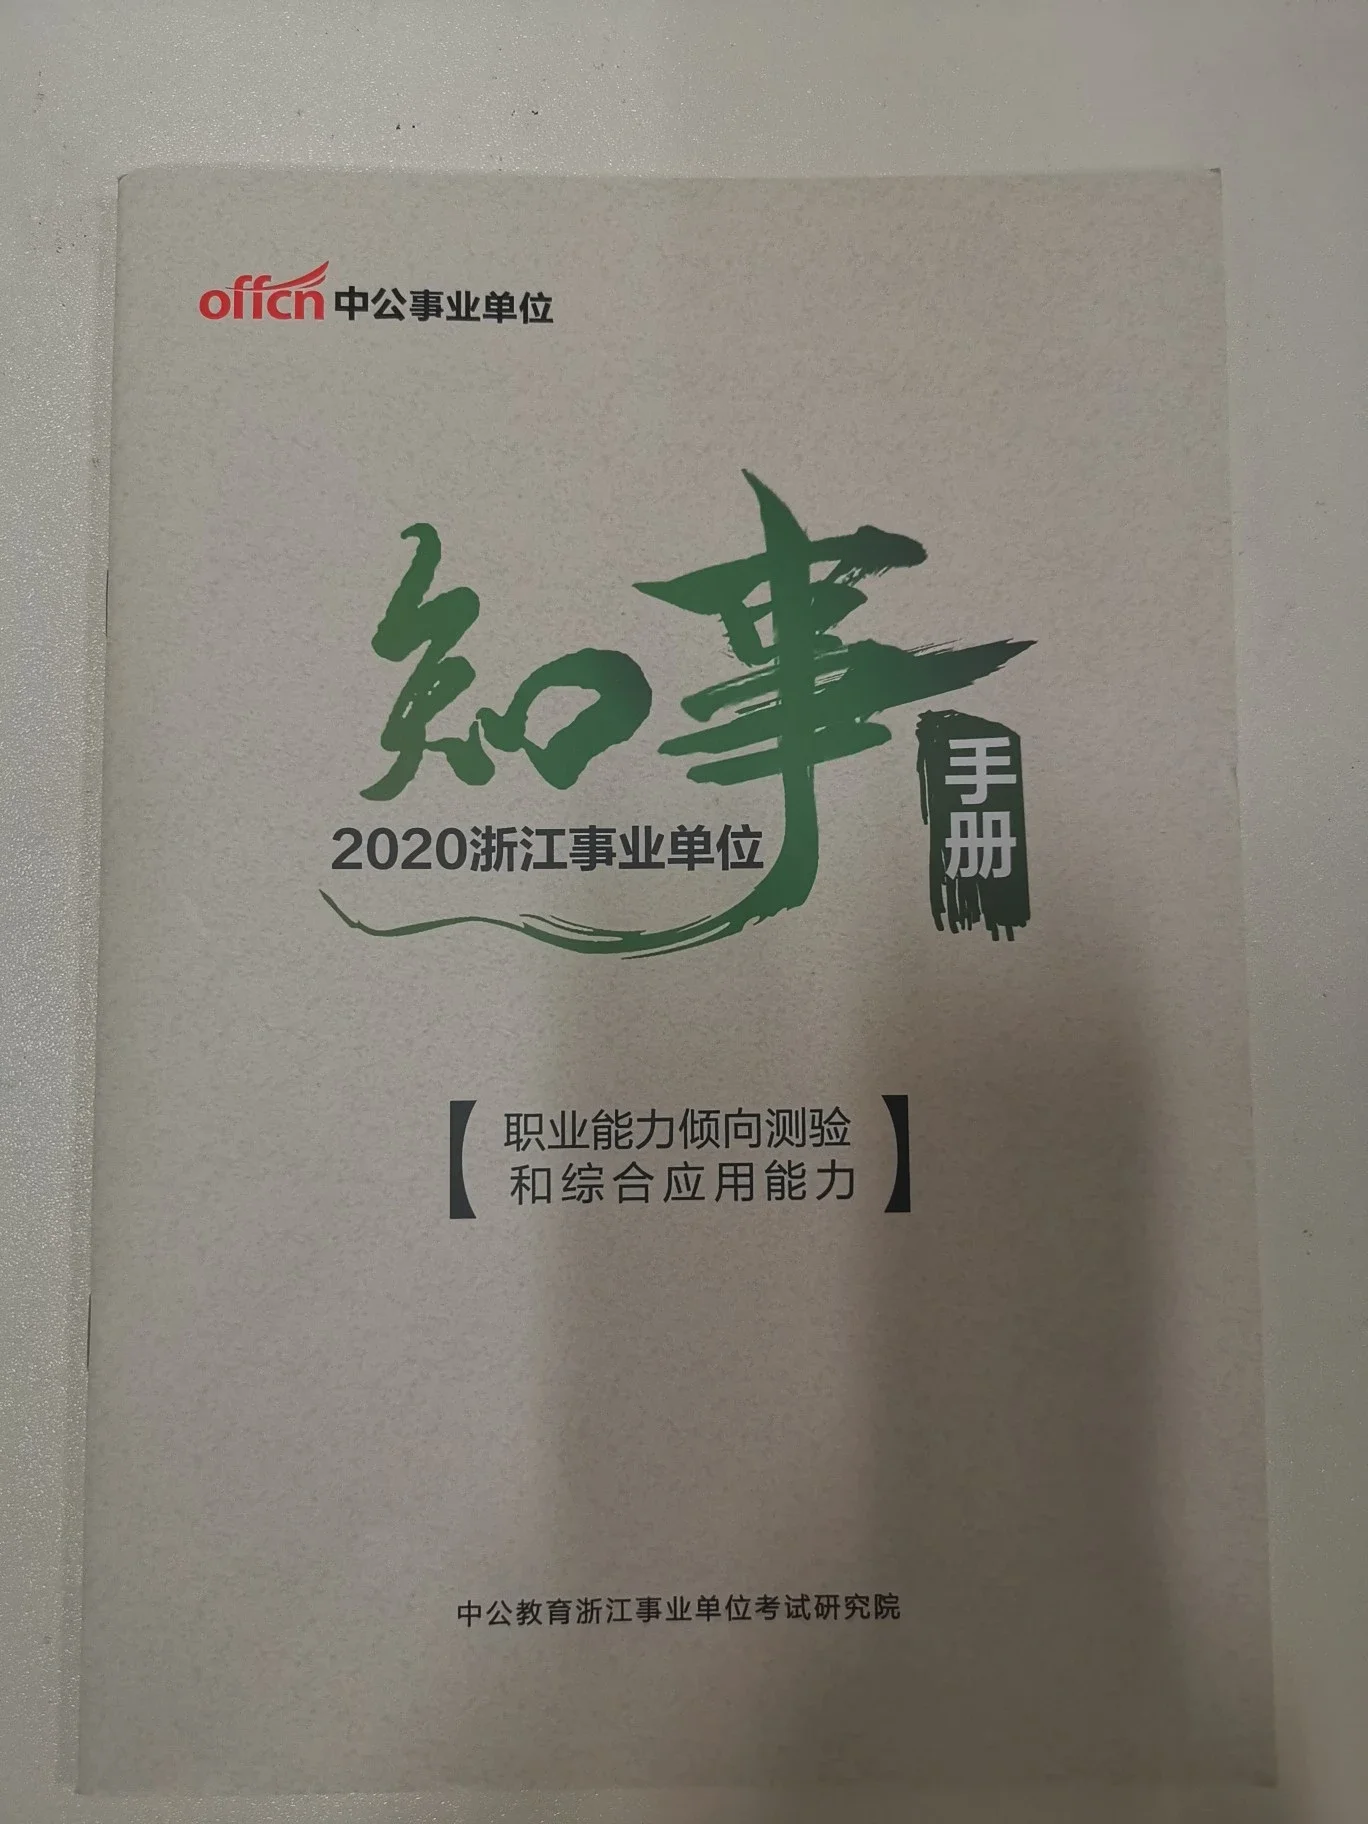 offcn 中公事业单位
知事
手册
2020浙江事业单位
【职业能力倾向测验
和综合应用能力】
中公教育浙江事业单位考试研究院